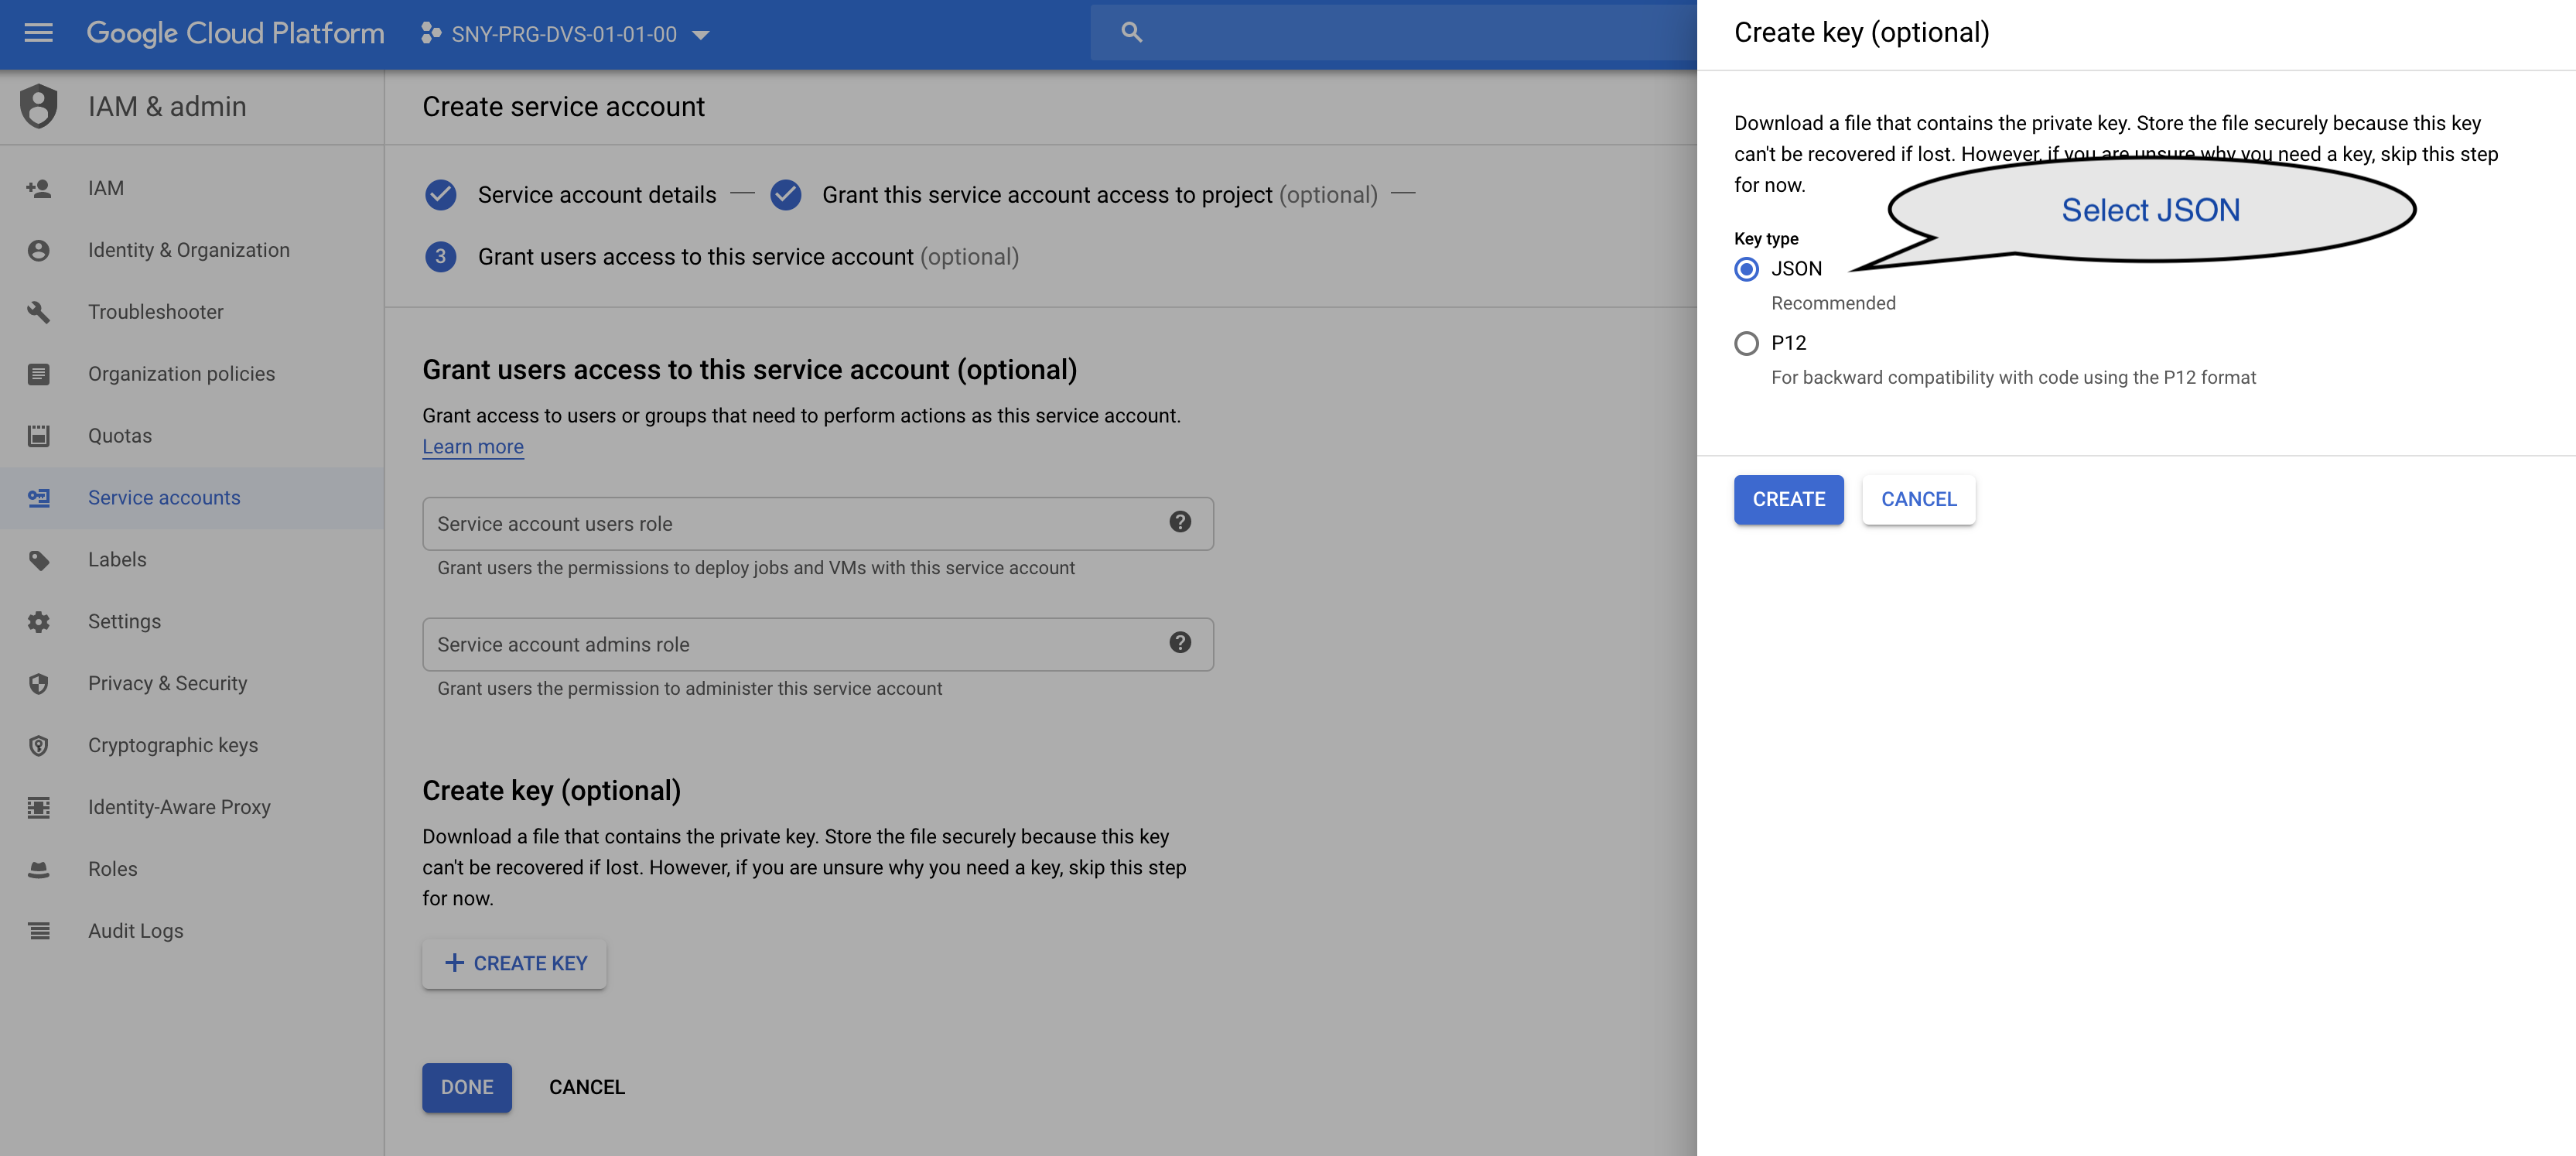 Google Cloud Platform
SNY-PRG-DVS-01-01-00
IAM & admin
IAM
Identity & Organization
Troubleshooter
Organization policies
Quotas
Service accounts
Labels
Settings
Privacy & Security
Cryptographic keys
Identity-Aware Proxy
Roles
Audit Logs
Create service account
Service account details
Grant this service account access to project (optional)
3
Grant users access to this service account (optional)
Grant users access to this service account (optional)
Grant access to users or groups that need to perform actions as this service account.
Learn more
Service account users role
?
Grant users the permissions to deploy jobs and VMs with this service account
Service account admins role
?
Grant users the permission to administer this service account
Create key (optional)
Download a file that contains the private key. Store the file securely because this key
can't be recovered if lost. However, if you are unsure why you need a key, skip this step
for now.
+ CREATE KEY
DONE
CANCEL
Create key (optional)
Download a file that contains the private key. Store the file securely because this key
can't be recovered if lost. However, if you are unsure why you need a key, skip this step
for now.
Select JSON
Key type
JSON
Recommended
P12
For backward compatibility with code using the P12 format
CREATE
CANCEL